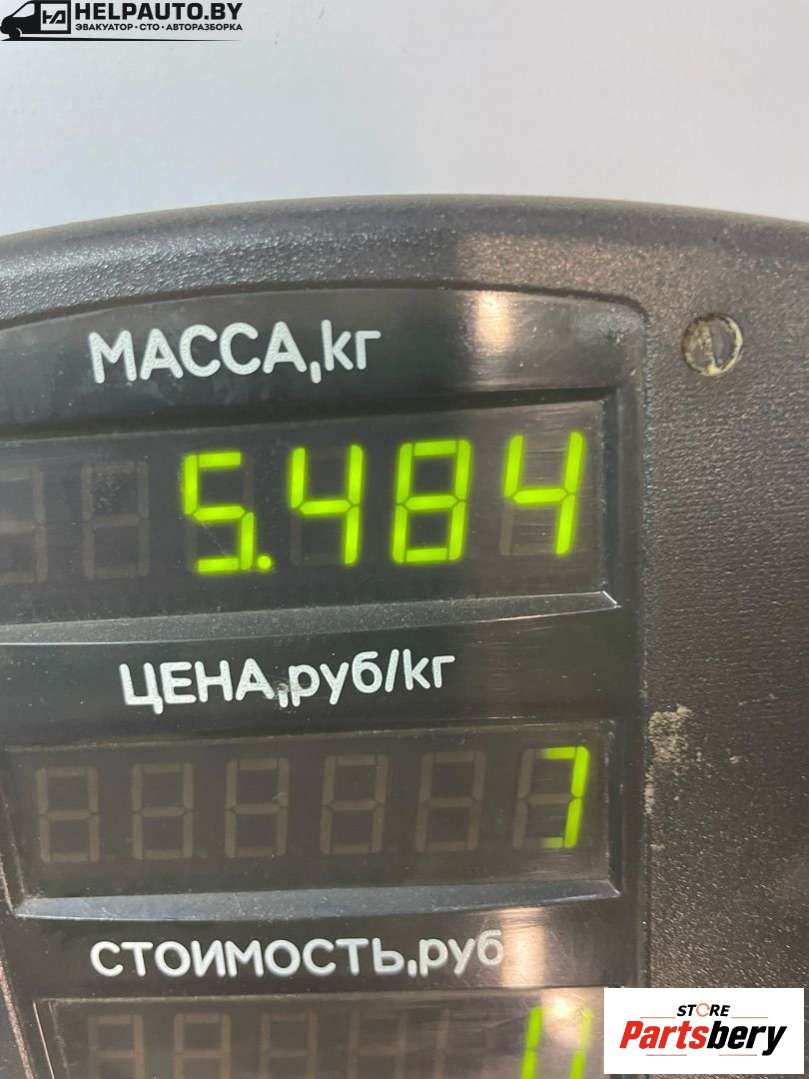 HELPAUTO.BY
ЭВАКУАТОР • СТО • АВТОРАЗБОРКА
МАССА,кг
5.484
ЦЕНА,руб/кг
7
СТОИМОСТЬ,руб
STORE
Partsbery